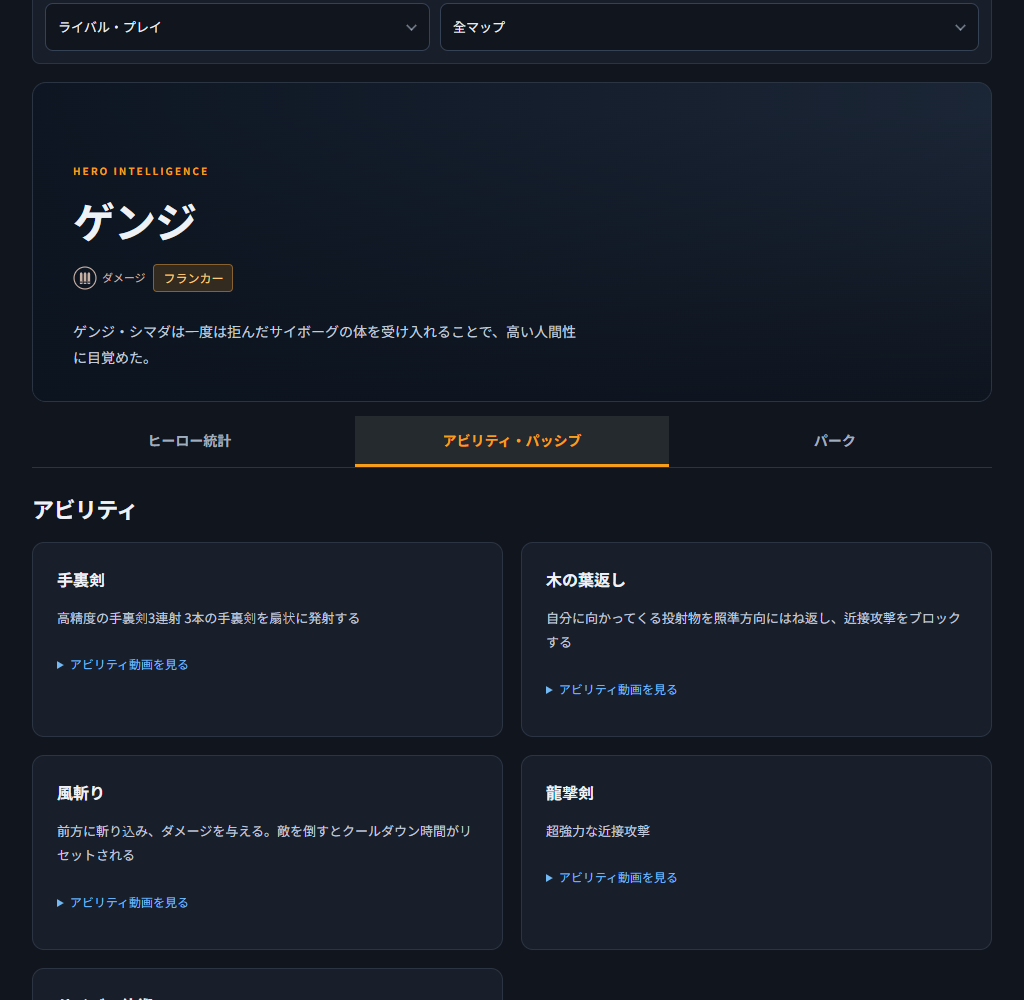 ライバル・プレイ
全マップ
HERO INTELLIGENCE
ゲンジ
ダメージ
フランカー
ゲンジ・シマダは一度は拒んだサイボーグの体を受け入れることで、高い人間性
に目覚めた。
ヒーロー統計
アビリティ・パッシブ
パーク
アビリティ
手裏剣
高精度の手裏剣3連射 3本の手裏剣を扇状に発射する
アビリティ動画を見る
木の葉返し
自分に向かってくる投射物を照準方向にはね返し、近接攻撃をブロック
する
アビリティ動画を見る
風斬り
前方に斬り込み、ダメージを与える。敵を倒すとクールダウン時間がリ
セットされる
アビリティ動画を見る
龍撃剣
超強力な近接攻撃
アビリティ動画を見る